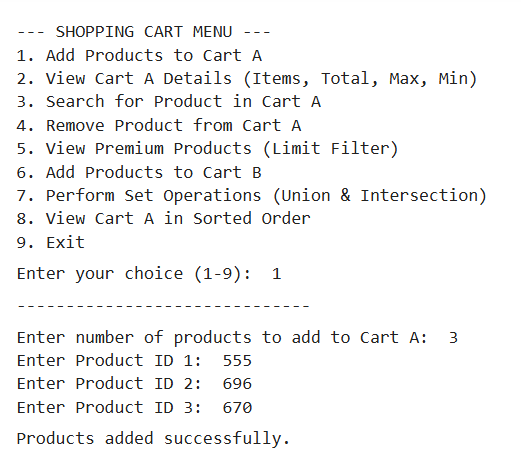 --- SHOPPING CART MENU ---
1. Add Products to Cart A
2. View Cart A Details (Items, Total, Max, Min)
3. Search for Product in Cart A
4. Remove Product from Cart A
5. View Premium Products (Limit Filter)
6. Add Products to Cart B
7. Perform Set Operations (Union & Intersection)
8. View Cart A in Sorted Order
9. Exit
Enter your choice (1-9):  1
------------------------------
Enter number of products to add to Cart A:  3
Enter Product ID 1:  555
Enter Product ID 2:  696
Enter Product ID 3:  670
Products added successfully.